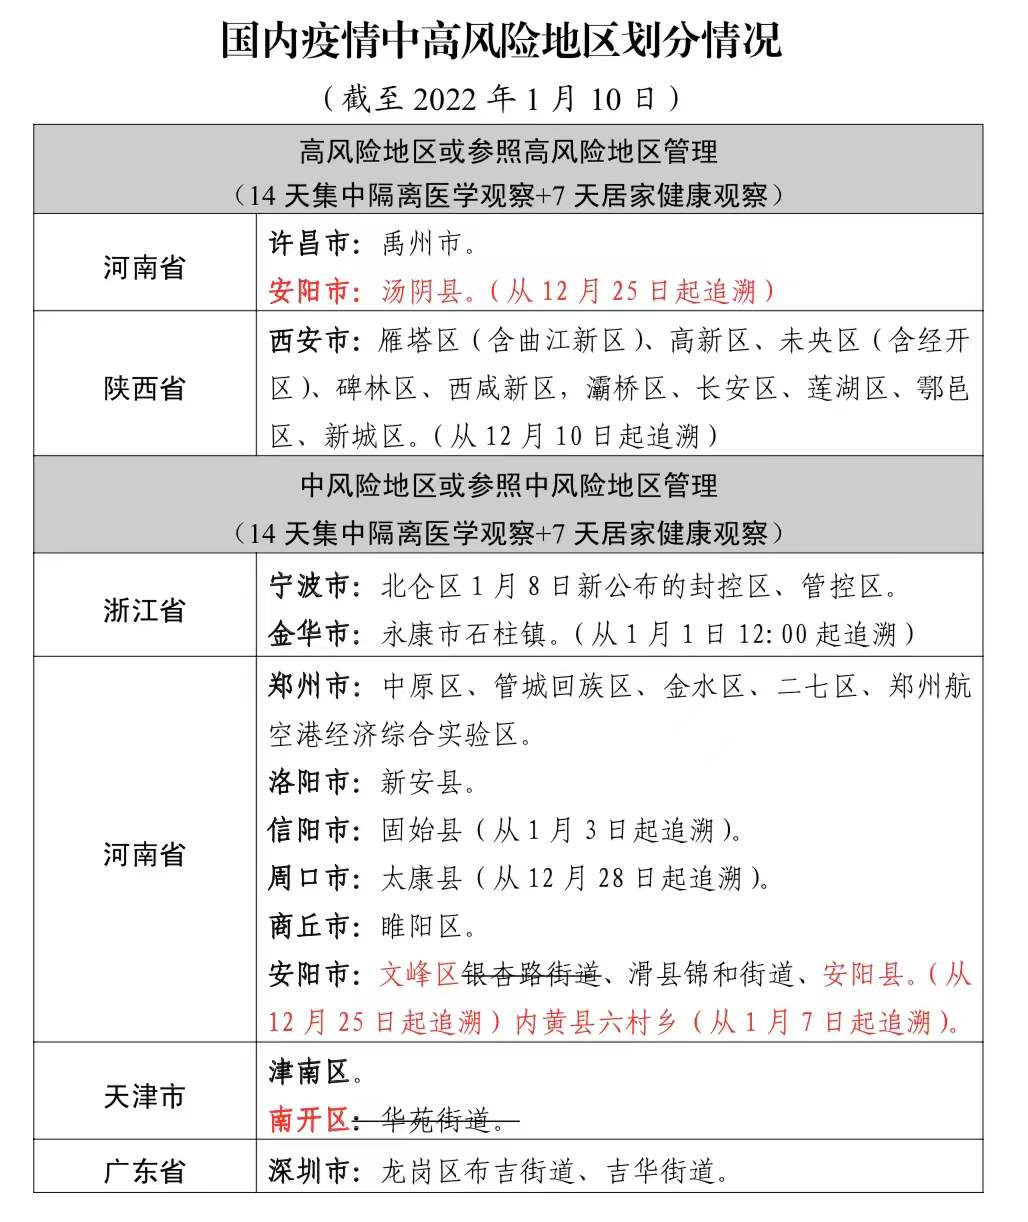 国内疫情中高风险地区划分情况
（截至 2022 年 1 月 10 日）
高风险地区或参照高风险地区管理
（14 天集中隔离医学观察+7 天居家健康观察）
河南省
许昌市：禹州市。
安阳市：汤阴县。（从 12 月 25 日起追溯）
陕西省
西安市：雁塔区（含曲江新区）、高新区、未央区（含经开
区）、碑林区、西咸新区，灞桥区、长安区、莲湖区、鄠邑
区、新城区。（从 12 月 10 日起追溯）
中风险地区或参照中风险地区管理
（14 天集中隔离医学观察+7 天居家健康观察）
浙江省
宁波市：北仑区 1 月 8 日新公布的封控区、管控区。
金华市：永康市石柱镇。（从 1 月 1 日 12：00 起追溯）
河南省
郑州市：中原区、管城回族区、金水区、二七区、郑州航
空港经济综合实验区。
洛阳市：新安县。
信阳市：固始县（从 1 月 3 日起追溯）。
周口市：太康县（从 12 月 28 日起追溯）。
商丘市：睢阳区。
安阳市：文峰区银杏路街道、滑县锦和街道、安阳县。（从
12 月 25 日起追溯）内黄县六村乡（从 1 月 7 日起追溯）。
天津市
津南区。
南开区：华苑街道。
广东省
深圳市：龙岗区布吉街道、吉华街道。